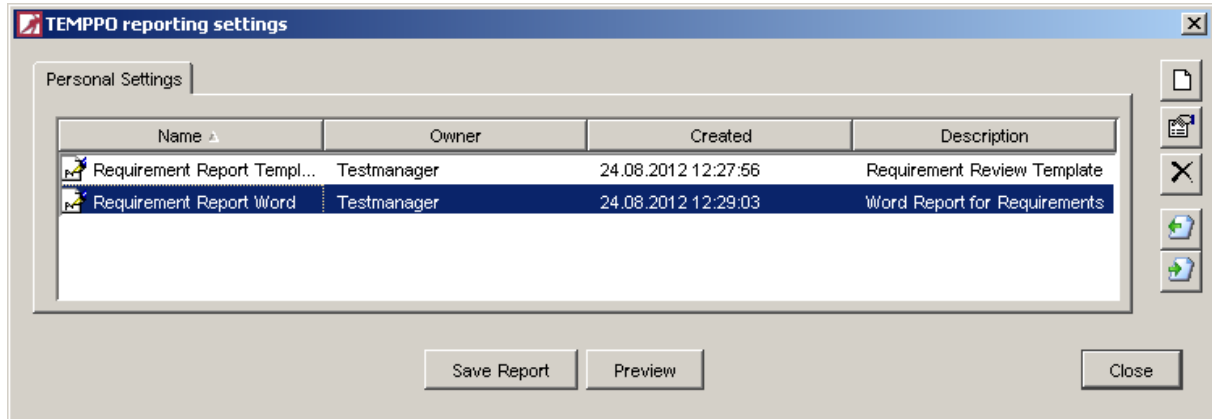 TEMPPO reporting settings
Personal Settings
Name Owner Created Description
Requirement Report Templ... Testmanager 24.08.2012 12:27:56 Requirement Review Template
Requirement Report Word Testmanager 24.08.2012 12:29:03 Word Report for Requirements
Save Report Preview Close